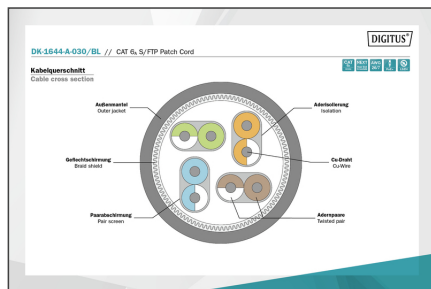 DIGITUS®
DK-1644-A-030/BL // CAT 6A S/FTP Patch Cord
Kabelquerschnitt
Cable cross section
Außenmantel
Outer jacket
Aderisolierung
Isolation
Geflechtschirmung
Braid shield
Cu-Draht
Cu-Wire
Paarabschirmung
Pair screen
Adernpaare
Twisted pair